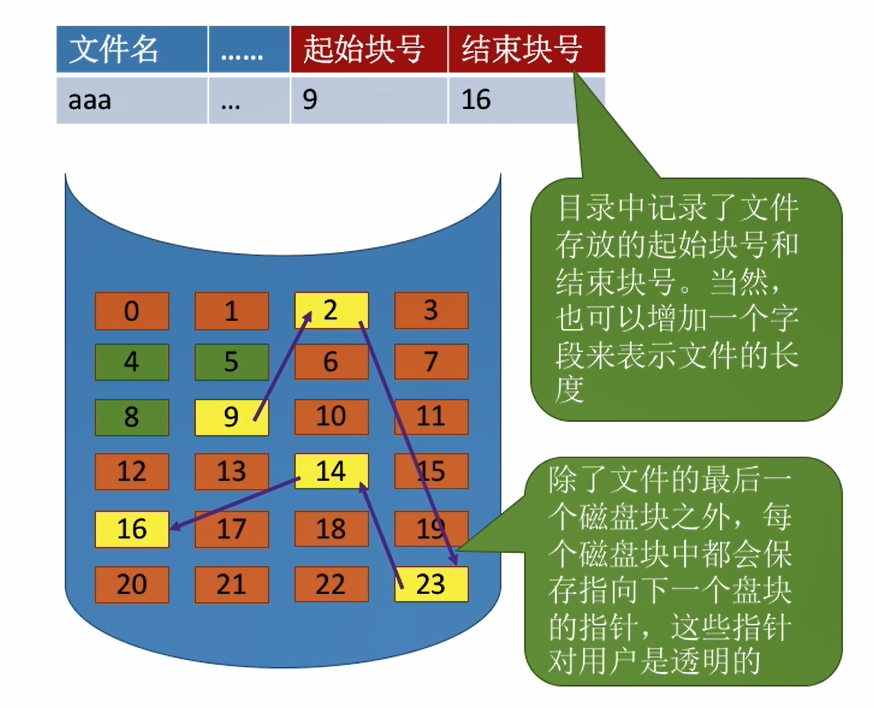 文件名 …… 起始块号 结束块号
aaa … 9 16
目录中记录了文件
存放的起始块号和
结束块号。当然，
也可以增加一个字
段来表示文件的长
度
0 1 2 3
4 5 6 7
8 9 10 11
12 13 14 15
16 17 18 19
20 21 22 23
除了文件的最后一
个磁盘块之外，每
个磁盘块中都会保
存指向下一个盘块
的指针，这些指针
对用户是透明的